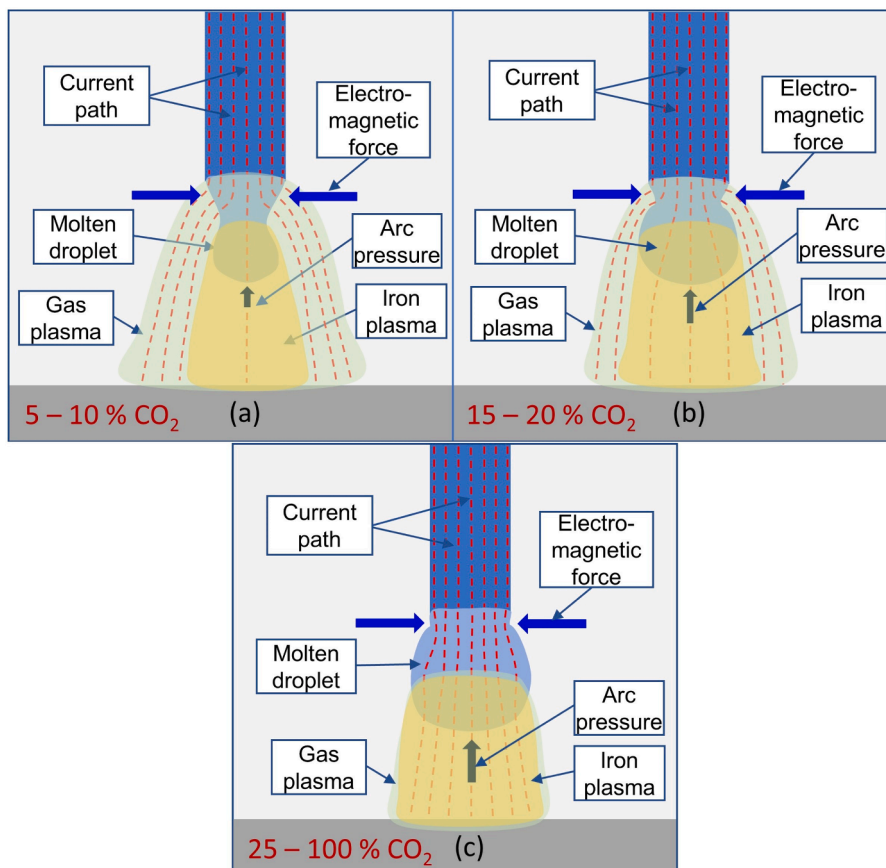 Current
path
Electro-
magnetic
force
Molten
droplet
Arc
pressure
Gas
plasma
Iron
plasma
5 – 10 % CO₂ (a)
Current
path
Electro-
magnetic
force
Molten
droplet
Arc
pressure
Gas
plasma
Iron
plasma
15 – 20 % CO₂ (b)
Current
path
Electro-
magnetic
force
Molten
droplet
Arc
pressure
Gas
plasma
Iron
plasma
25 – 100 % CO₂ (c)